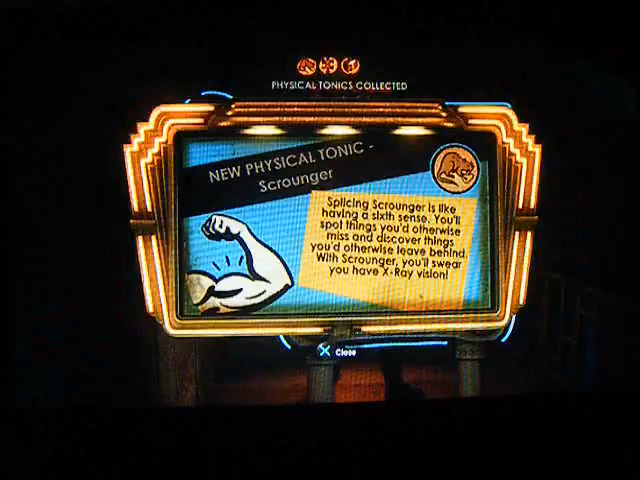 PHYSICAL TONICS COLLECTED
NEW PHYSICAL TONIC -
Scrounger
Splicing Scrounger is like
having a sixth sense. You'll
spot things you'd otherwise
miss and discover things
you'd otherwise leave behind.
With Scrounger, you'll swear
you have X-Ray vision!
Close